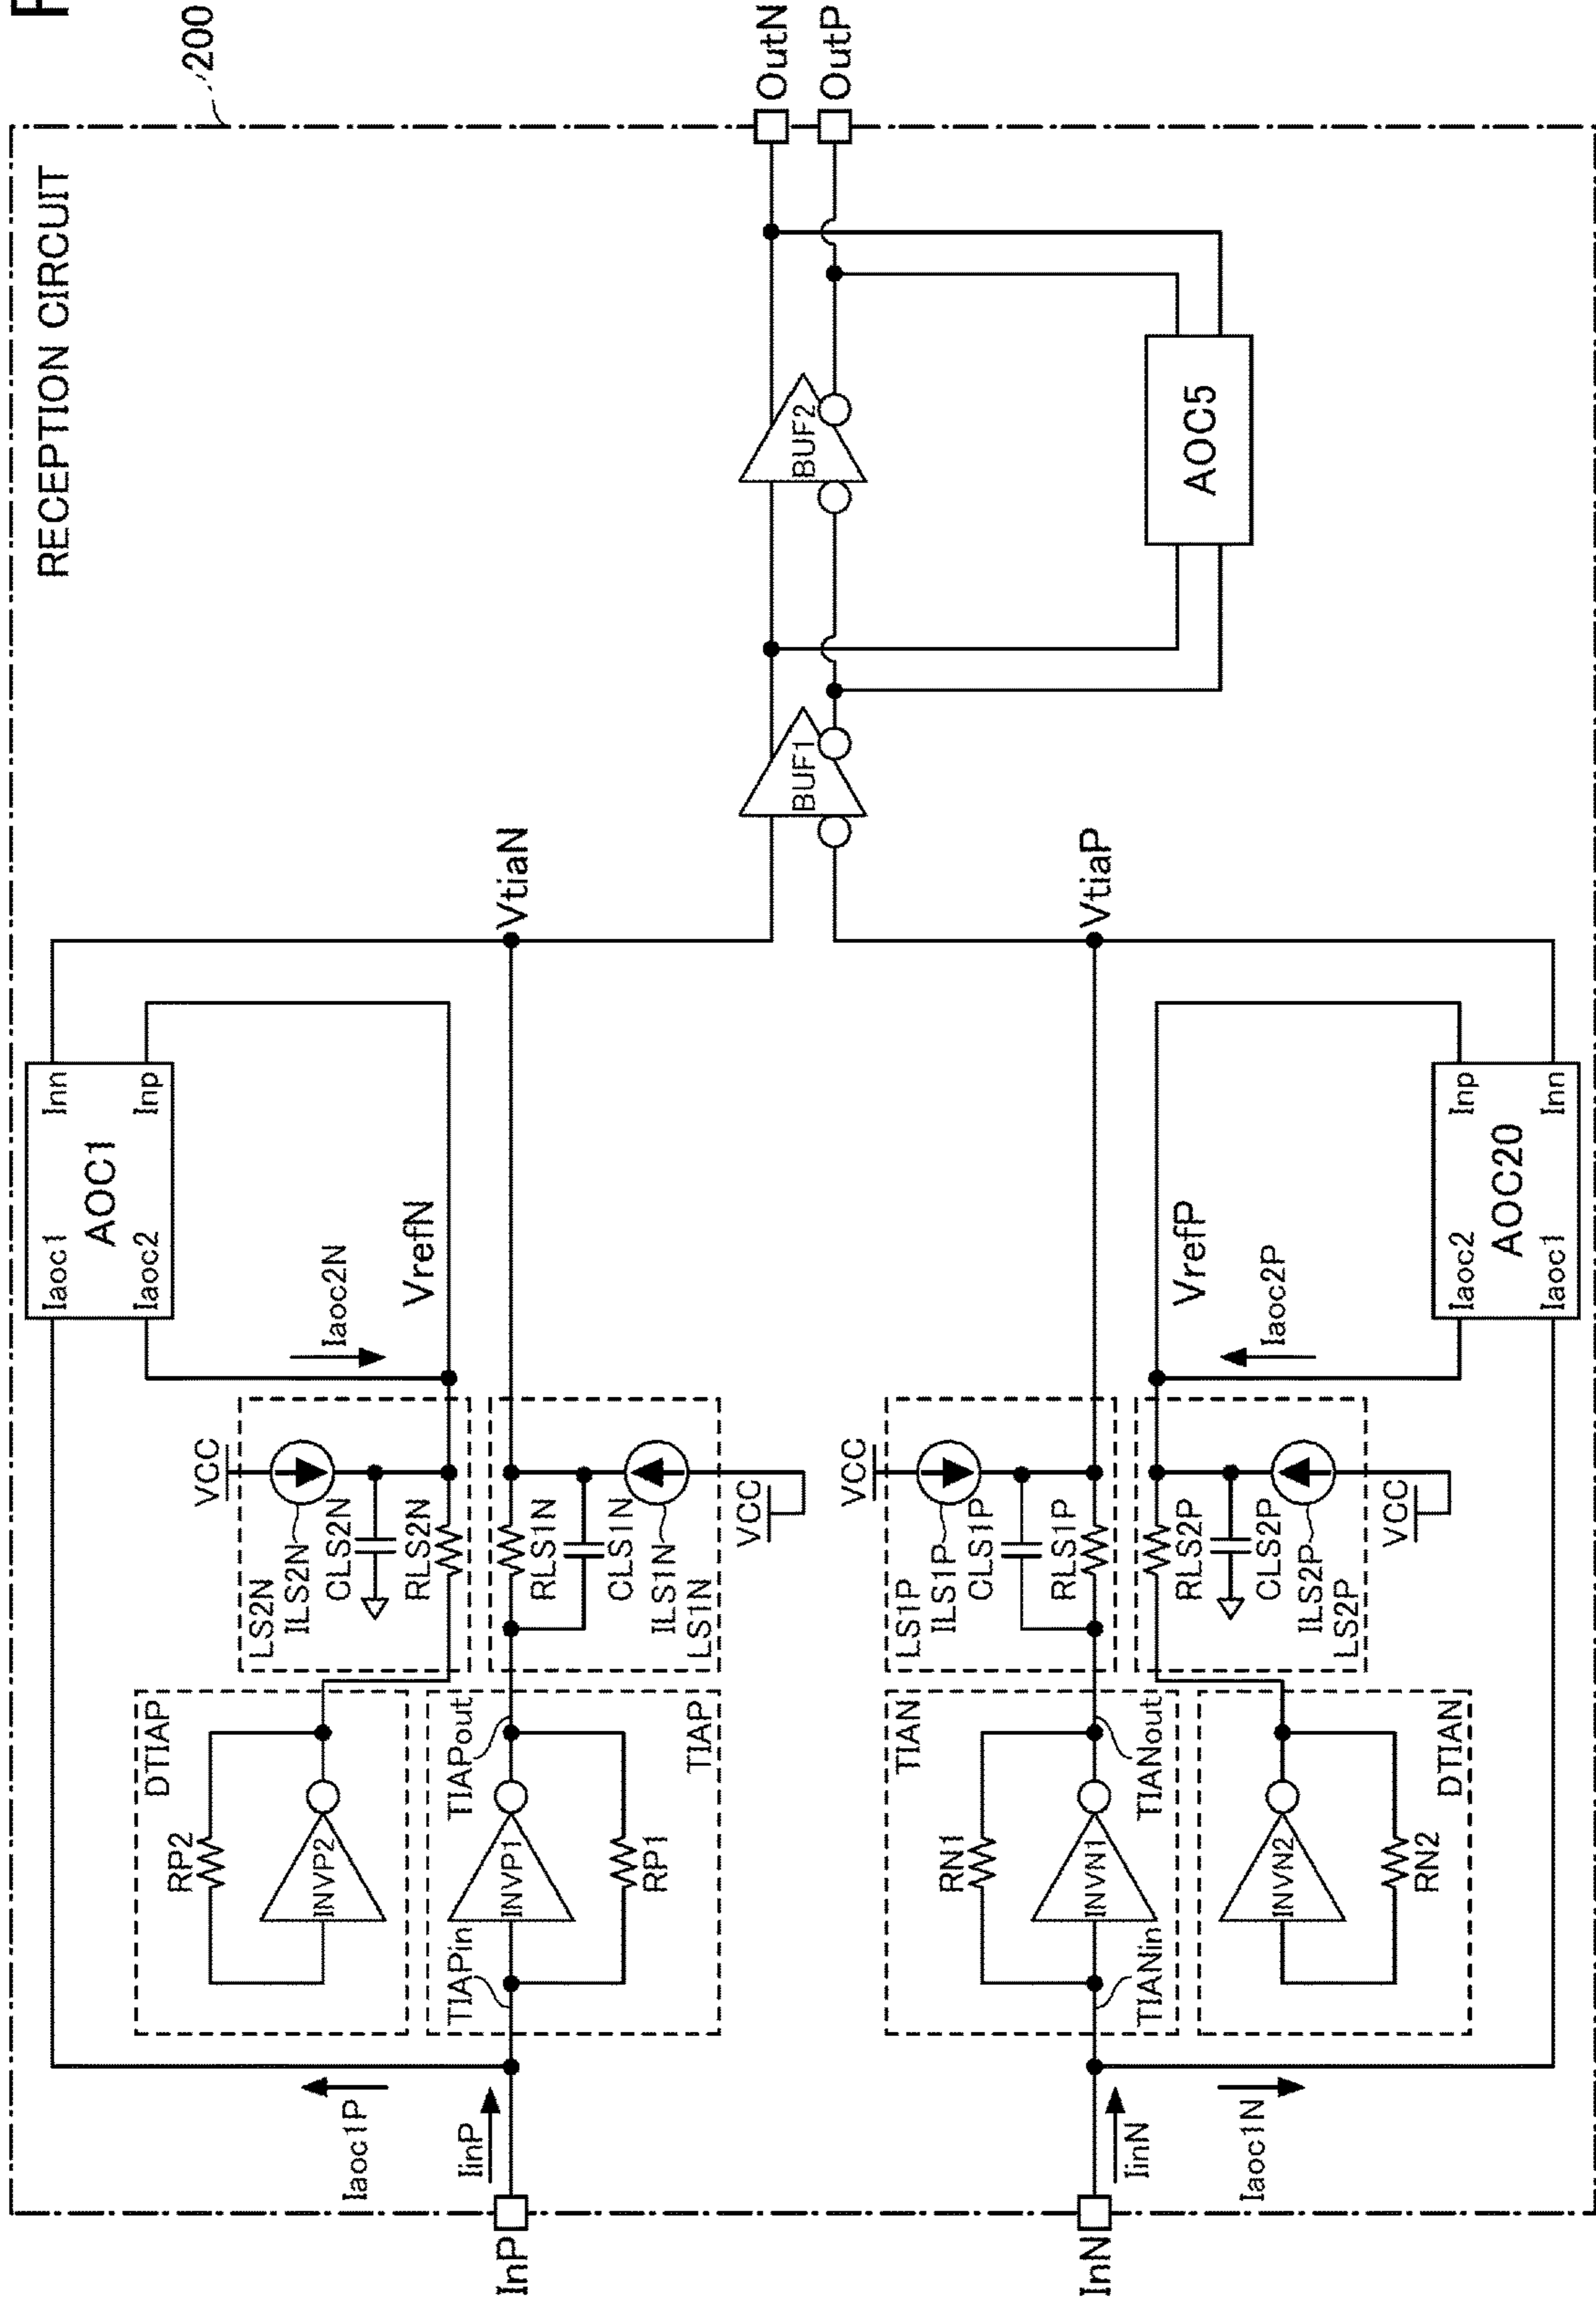 F
200
RECEPTION CIRCUIT
OutN
OutP
Iaoc1
Inn
AOC1
Iaoc2
Inp
Iaoc2N
VrefN
VtiaN
VCC
LS2N
ILS2N
CLS2N
RLS2N
RLS1N
CLS1N
ILS1N
LS1N
VCC
DTIAP
RP2
INVP2
TIAPin
TIAPout
INVP1
RP1
TIAP
Iaoc1P
IinP
InP
BUF1
BUF2
AOC5
VCC
LS1P
ILS1P
CLS1P
RLS1P
VtiaP
TIAN
RN1
INVN1
TIANin
TIANout
RLS2P
CLS2P
ILS2P
LS2P
VCC
INVN2
RN2
DTIAN
InN
IinN
Iaoc1N
VrefP
Iaoc2P
Iaoc2
Inp
AOC20
Iaoc1
Inn